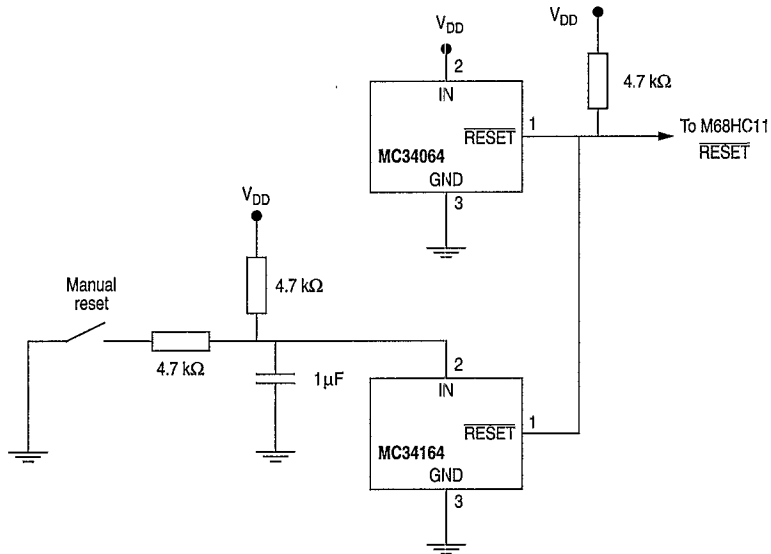 VDD
VDD
2
4.7 kΩ
IN
RESET
1
To M68HC11
RESET
MC34064
GND
3
VDD
4.7 kΩ
Manual
reset
4.7 kΩ
1µF
2
IN
RESET
1
MC34164
GND
3